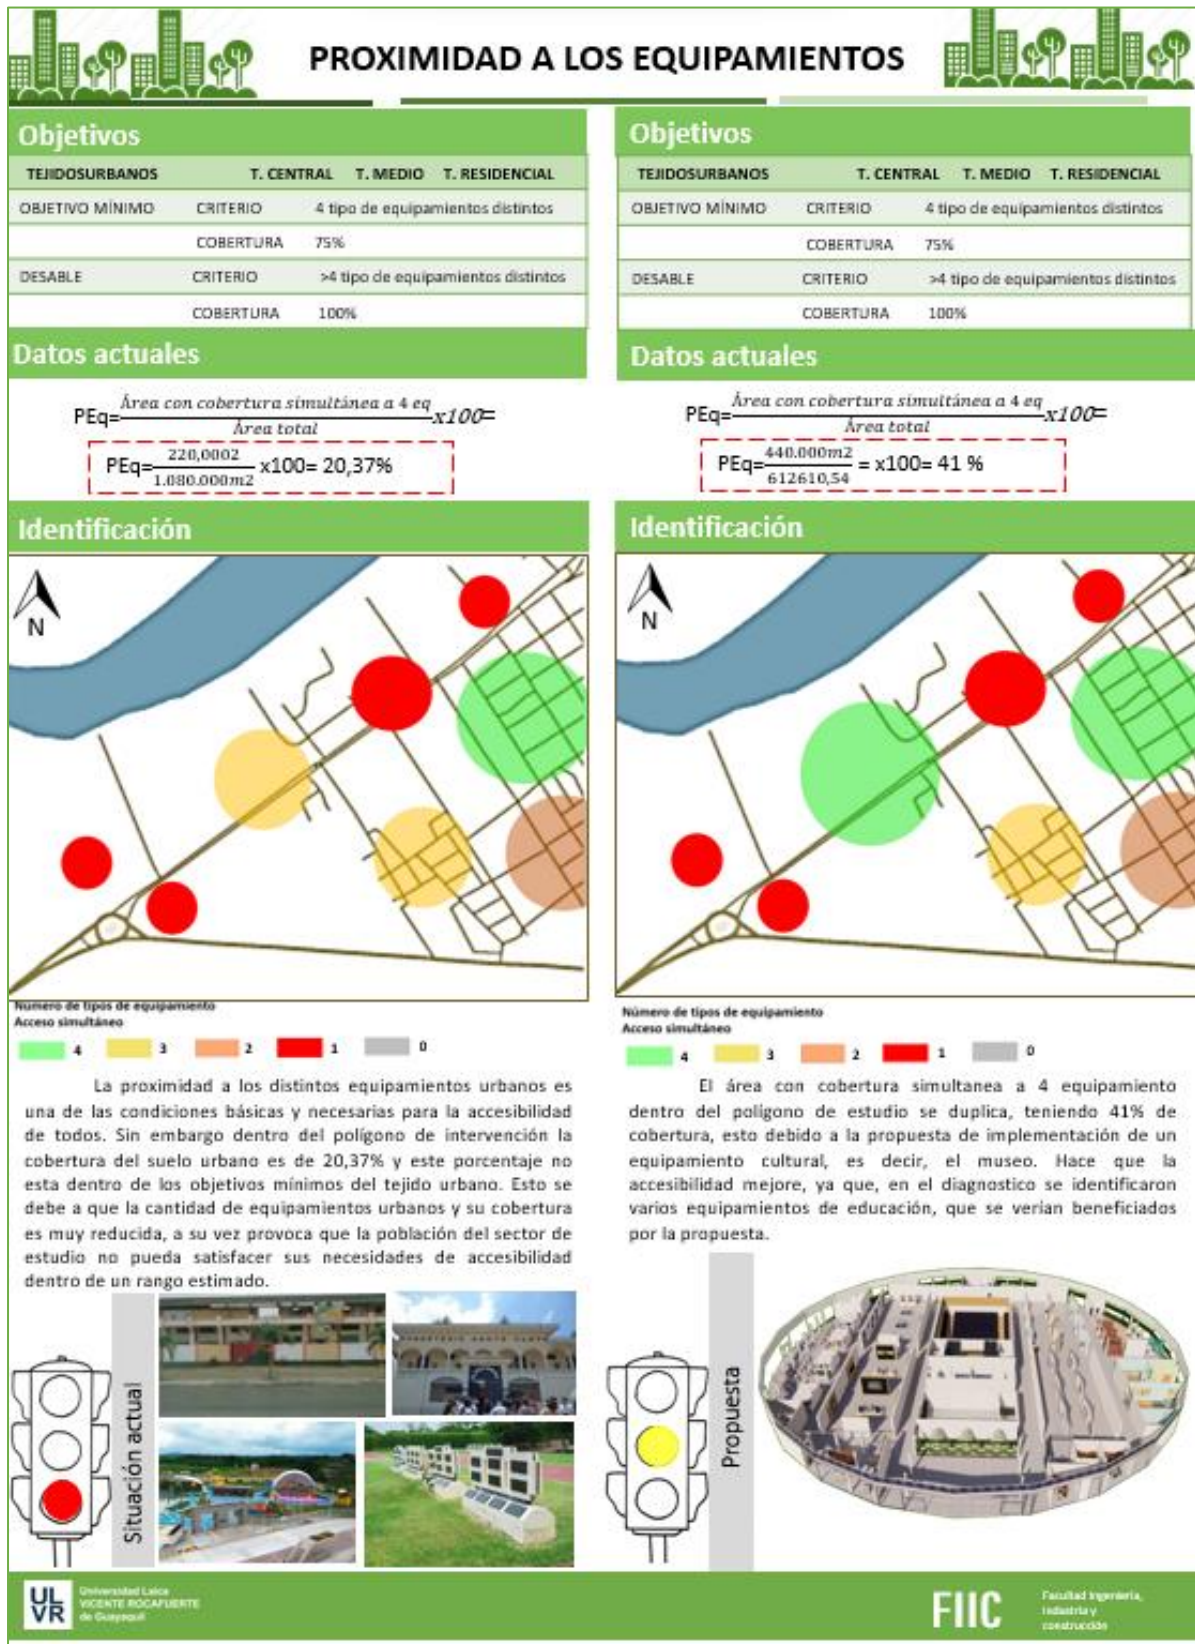 PROXIMIDAD A LOS EQUIPAMIENTOS
Objetivos
TEJIDOSURBANOS T. CENTRAL T. MEDIO T. RESIDENCIAL
OBJETIVO MÍNIMO CRITERIO 4 tipo de equipamientos distintos
COBERTURA 75%
DESABLE CRITERIO >4 tipo de equipamientos distintos
COBERTURA 100%
Datos actuales
PEq= Área con cobertura simultánea a 4 eq / Área total x100=
PEq= 220,0002 / 1.080.000m2 x100= 20,37%
Identificación
N
Número de tipos de equipamiento
Acceso simultáneo
4 3 2 1 0
La proximidad a los distintos equipamientos urbanos es
una de las condiciones básicas y necesarias para la accesibilidad
de todos. Sin embargo dentro del polígono de intervención la
cobertura del suelo urbano es de 20,37% y este porcentaje no
esta dentro de los objetivos mínimos del tejido urbano. Esto se
debe a que la cantidad de equipamientos urbanos y su cobertura
es muy reducida, a su vez provoca que la población del sector de
estudio no pueda satisfacer sus necesidades de accesibilidad
dentro de un rango estimado.
Situación actual
Objetivos
TEJIDOSURBANOS T. CENTRAL T. MEDIO T. RESIDENCIAL
OBJETIVO MÍNIMO CRITERIO 4 tipo de equipamientos distintos
COBERTURA 75%
DESABLE CRITERIO >4 tipo de equipamientos distintos
COBERTURA 100%
Datos actuales
PEq= Área con cobertura simultánea a 4 eq / Área total x100=
PEq= 440.000m2 / 612610,54 = x100= 41 %
Identificación
N
Número de tipos de equipamiento
Acceso simultáneo
4 3 2 1 0
El área con cobertura simultanea a 4 equipamiento
dentro del polígono de estudio se duplica, teniendo 41% de
cobertura, esto debido a la propuesta de implementación de un
equipamiento cultural, es decir, el museo. Hace que la
accesibilidad mejore, ya que, en el diagnostico se identificaron
varios equipamientos de educación, que se verían beneficiados
por la propuesta.
Propuesta
UL
VR
Universidad Laica
VICENTE ROCAFUERTE
de Guayaquil
FIIC
Facultad Ingeniería,
Industria y
construcción